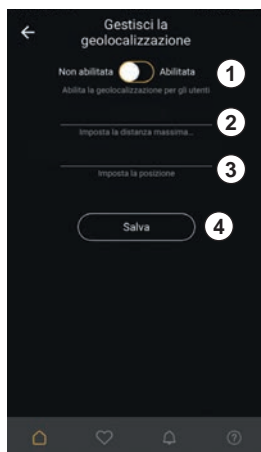 Gestisci la
geolocalizzazione
Non abilitata Abilitata 1
Abilita la geolocalizzazione per gli utenti
2
Imposta la distanza massima...
3
Imposta la posizione
Salva 4
?